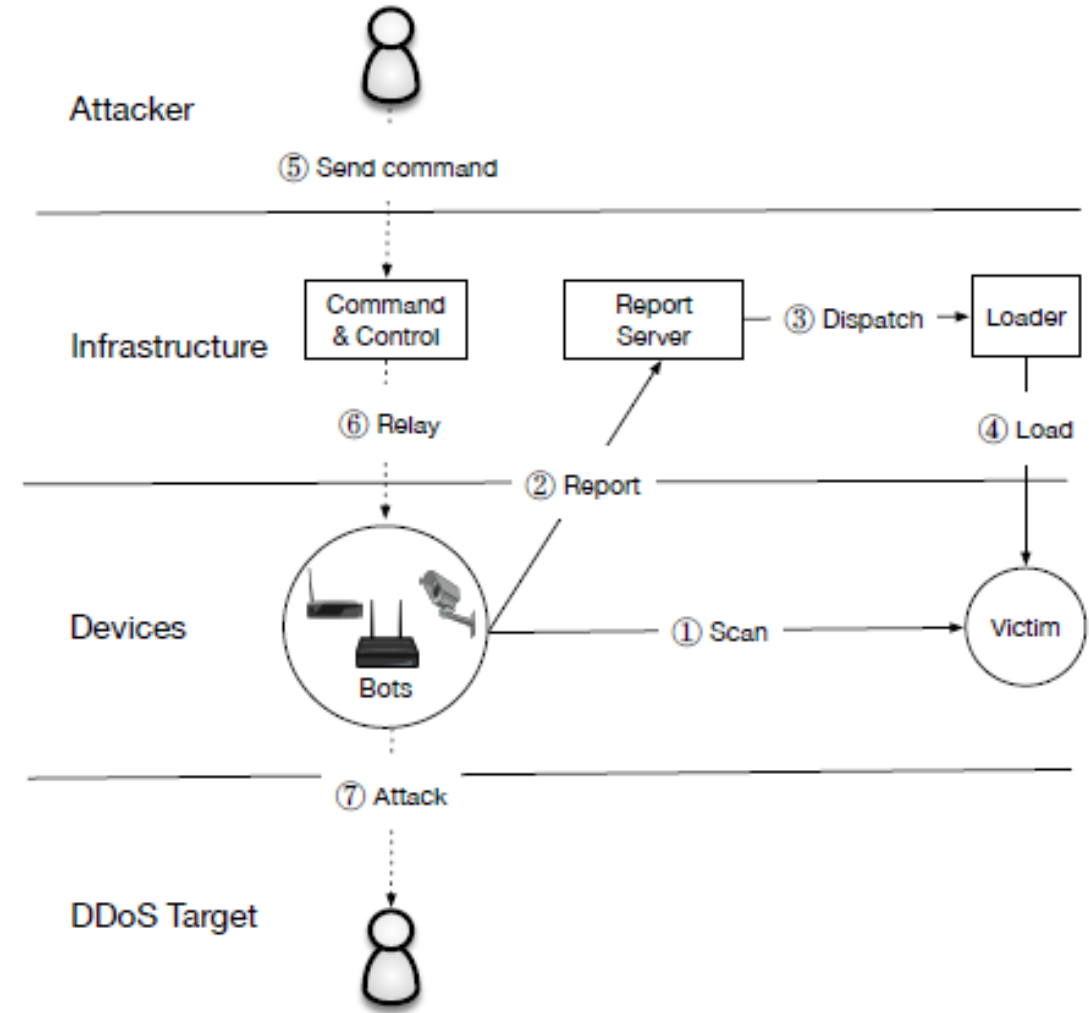 Attacker
⑤ Send command
Infrastructure
Command
& Control
Report
Server
③ Dispatch
Loader
⑥ Relay
④ Load
② Report
Devices
Bots
① Scan
Victim
⑦ Attack
DDoS Target